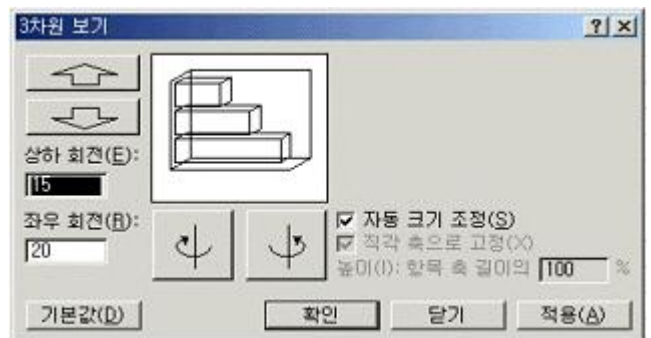 3차원 보기
상하 회전(E):
15
좌우 회전(R):
20
자동 크기 조정(S)
직각 축으로 고정(X)
높이(I): 항목 축 길이의 100 %
기본값(D) 확인 닫기 적용(A)